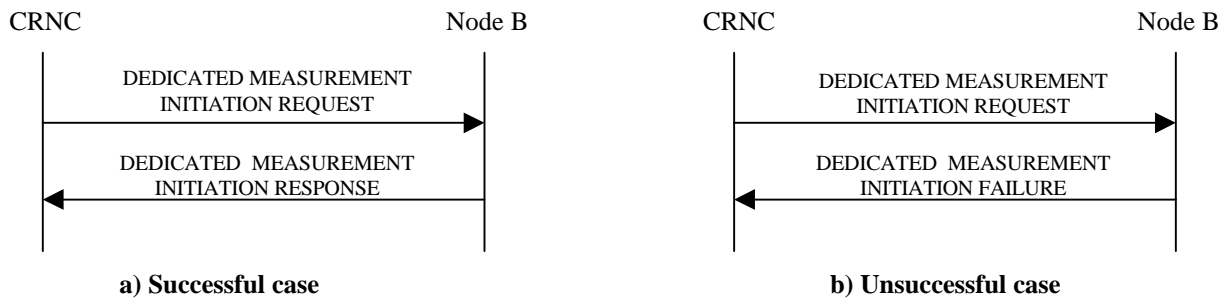 CRNC
Node B
DEDICATED MEASUREMENT
INITIATION REQUEST
DEDICATED MEASUREMENT
INITIATION RESPONSE
a) Successful case
CRNC
Node B
DEDICATED MEASUREMENT
INITIATION REQUEST
DEDICATED MEASUREMENT
INITIATION FAILURE
b) Unsuccessful case